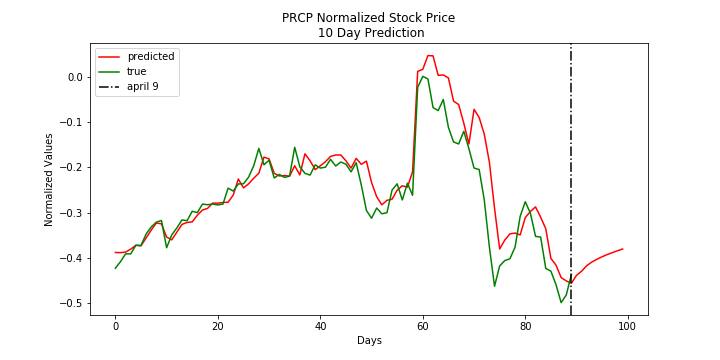 PRCP Normalized Stock Price
10 Day Prediction
predicted
true
april 9
Normalized Values
0.0
−0.1
−0.2
−0.3
−0.4
−0.5
0
20
40
60
80
100
Days